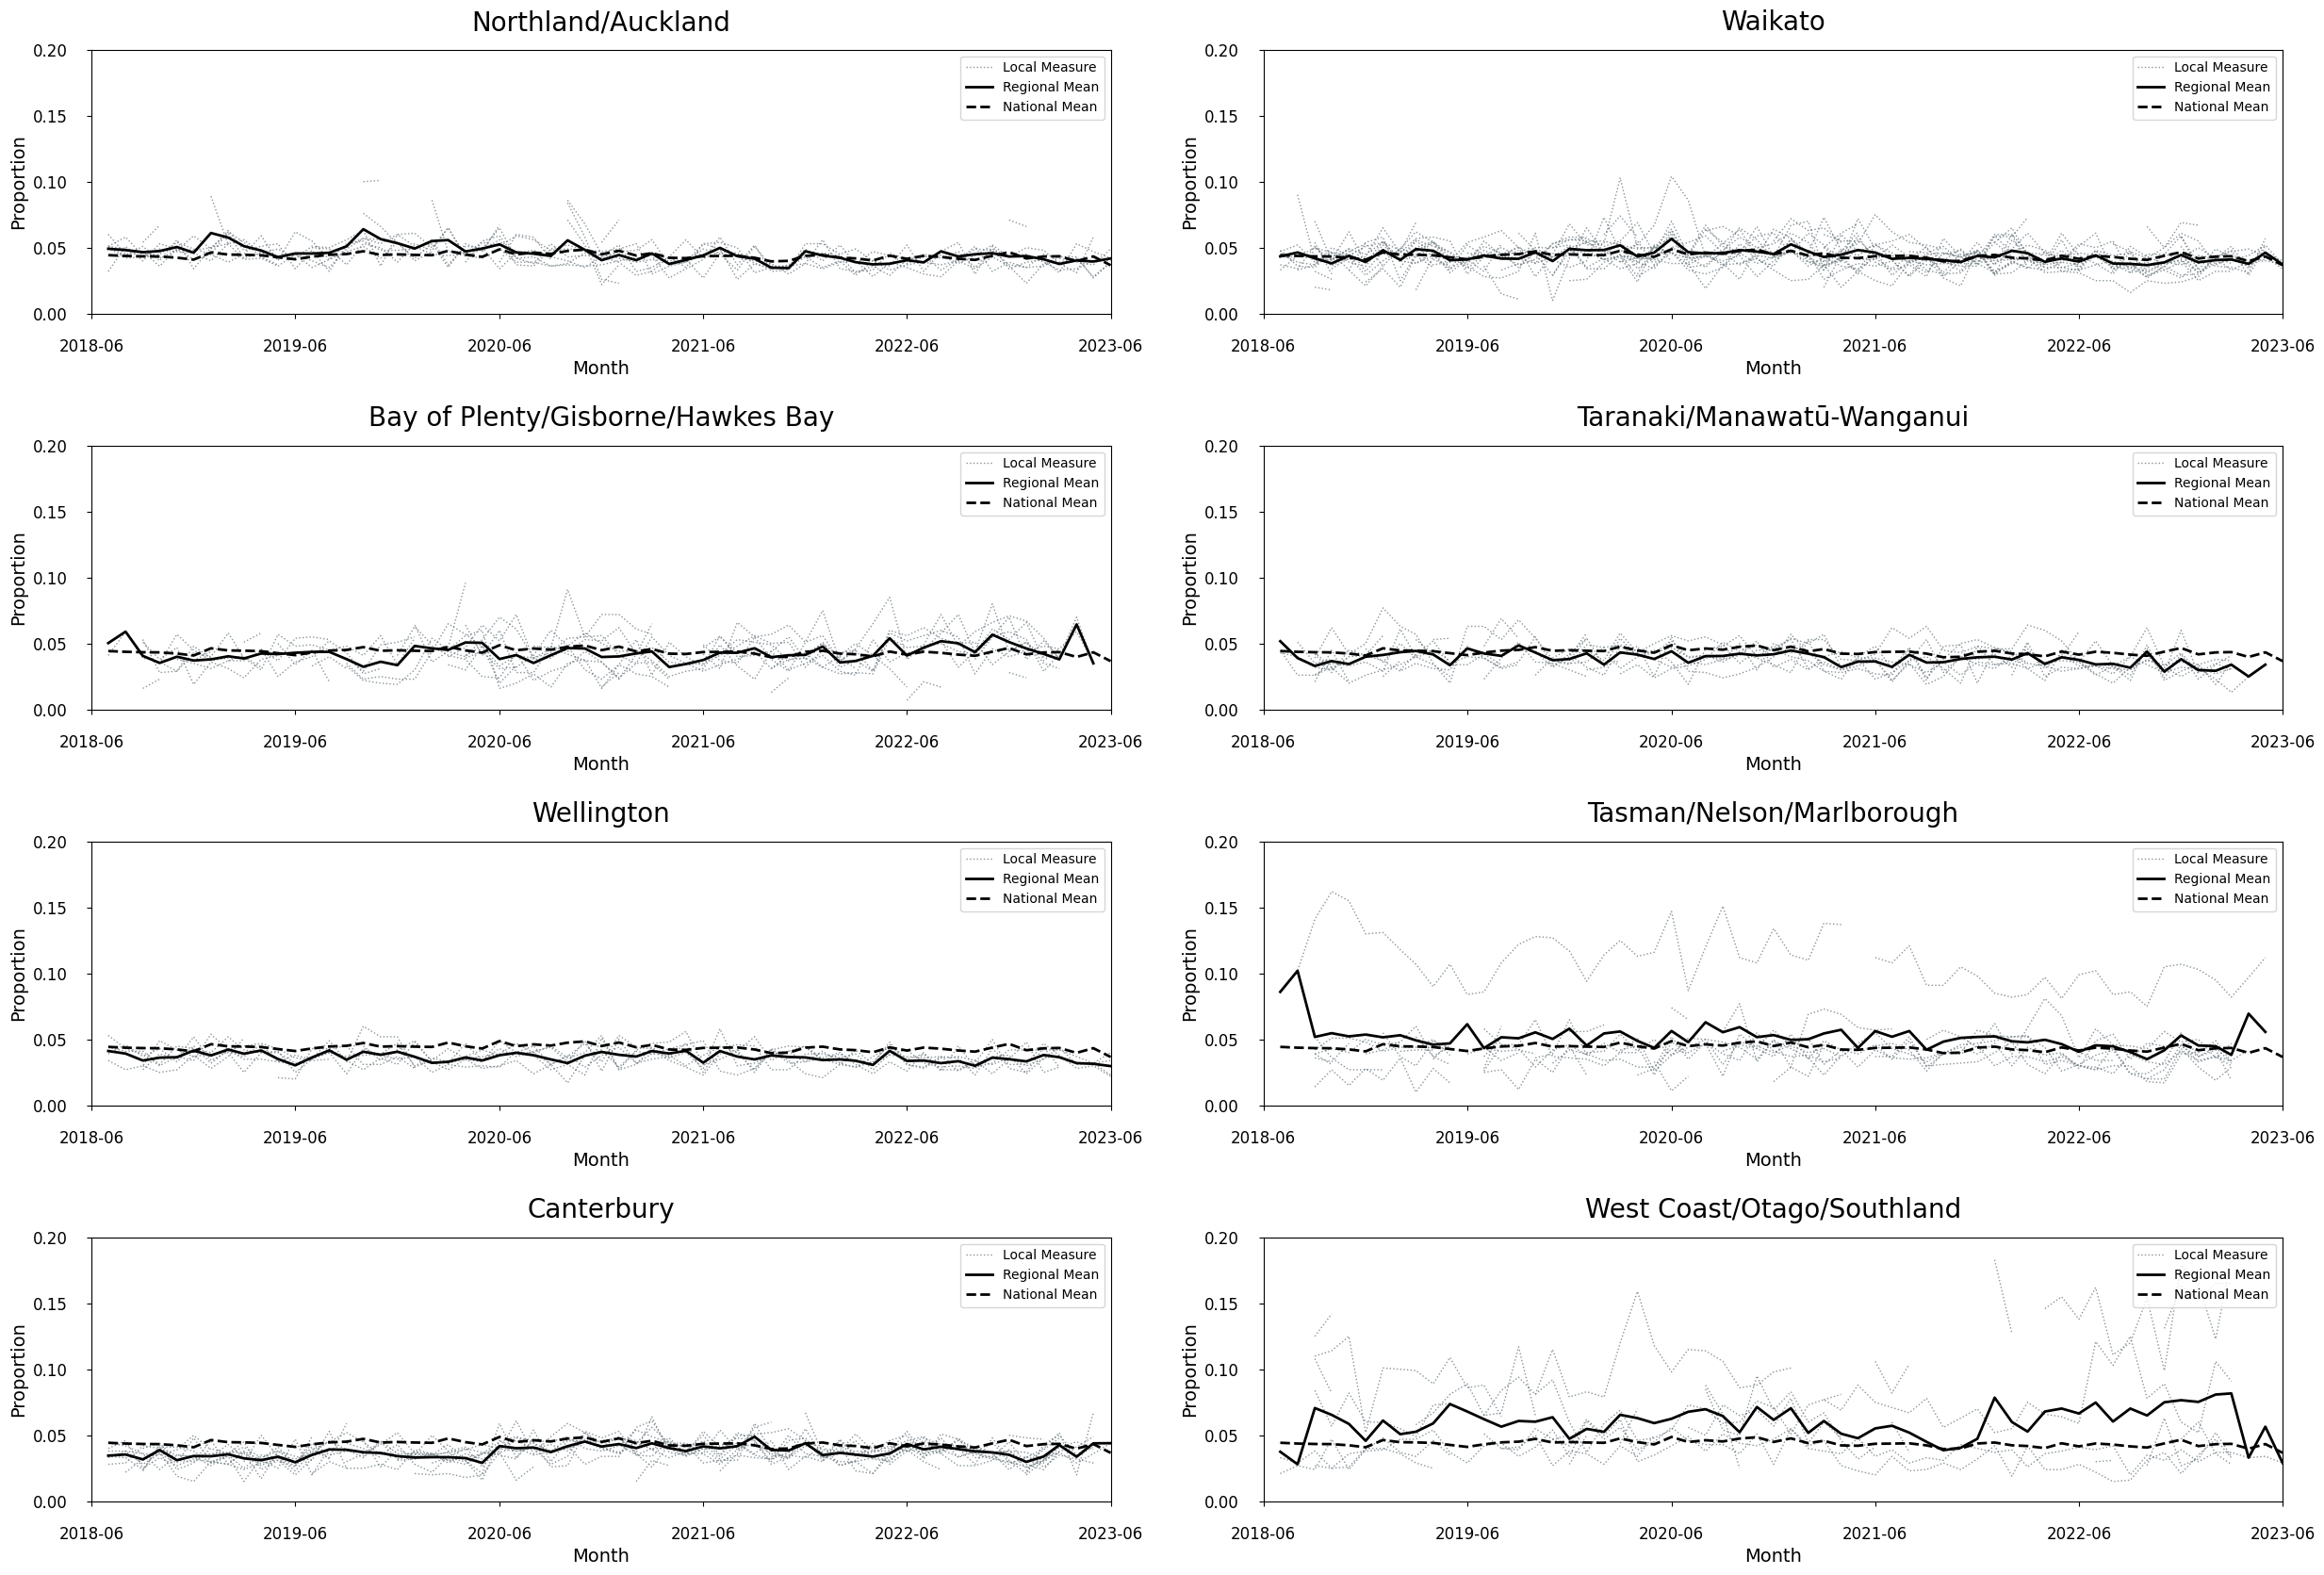 Northland/Auckland
0.20
0.15
0.10
0.05
0.00
Proportion
Local Measure
Regional Mean
National Mean
2018-06 2019-06 2020-06 2021-06 2022-06 2023-06
Month
Waikato
0.20
0.15
0.10
0.05
0.00
Proportion
Local Measure
Regional Mean
National Mean
2018-06 2019-06 2020-06 2021-06 2022-06 2023-06
Month
Bay of Plenty/Gisborne/Hawkes Bay
0.20
0.15
0.10
0.05
0.00
Proportion
Local Measure
Regional Mean
National Mean
2018-06 2019-06 2020-06 2021-06 2022-06 2023-06
Month
Taranaki/Manawatū-Wanganui
0.20
0.15
0.10
0.05
0.00
Proportion
Local Measure
Regional Mean
National Mean
2018-06 2019-06 2020-06 2021-06 2022-06 2023-06
Month
Wellington
0.20
0.15
0.10
0.05
0.00
Proportion
Local Measure
Regional Mean
National Mean
2018-06 2019-06 2020-06 2021-06 2022-06 2023-06
Month
Tasman/Nelson/Marlborough
0.20
0.15
0.10
0.05
0.00
Proportion
Local Measure
Regional Mean
National Mean
2018-06 2019-06 2020-06 2021-06 2022-06 2023-06
Month
Canterbury
0.20
0.15
0.10
0.05
0.00
Proportion
Local Measure
Regional Mean
National Mean
2018-06 2019-06 2020-06 2021-06 2022-06 2023-06
Month
West Coast/Otago/Southland
0.20
0.15
0.10
0.05
0.00
Proportion
Local Measure
Regional Mean
National Mean
2018-06 2019-06 2020-06 2021-06 2022-06 2023-06
Month